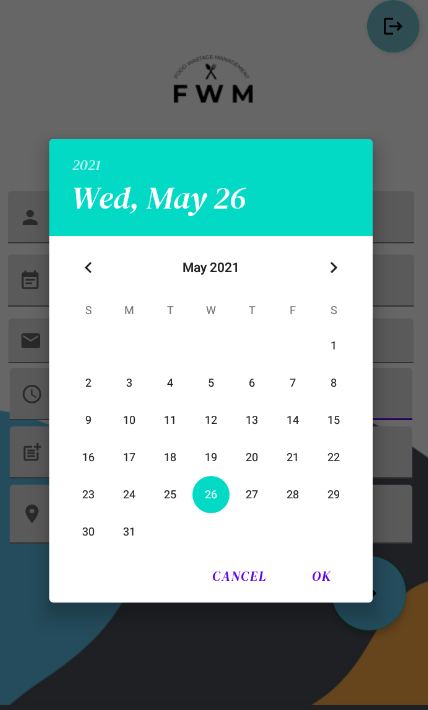 FOOD WASTAGE MANAGEMENT
FWM
2021
Wed, May 26
May 2021
S M T W T F S
1
2 3 4 5 6 7 8
9 10 11 12 13 14 15
16 17 18 19 20 21 22
23 24 25 26 27 28 29
30 31
CANCEL OK